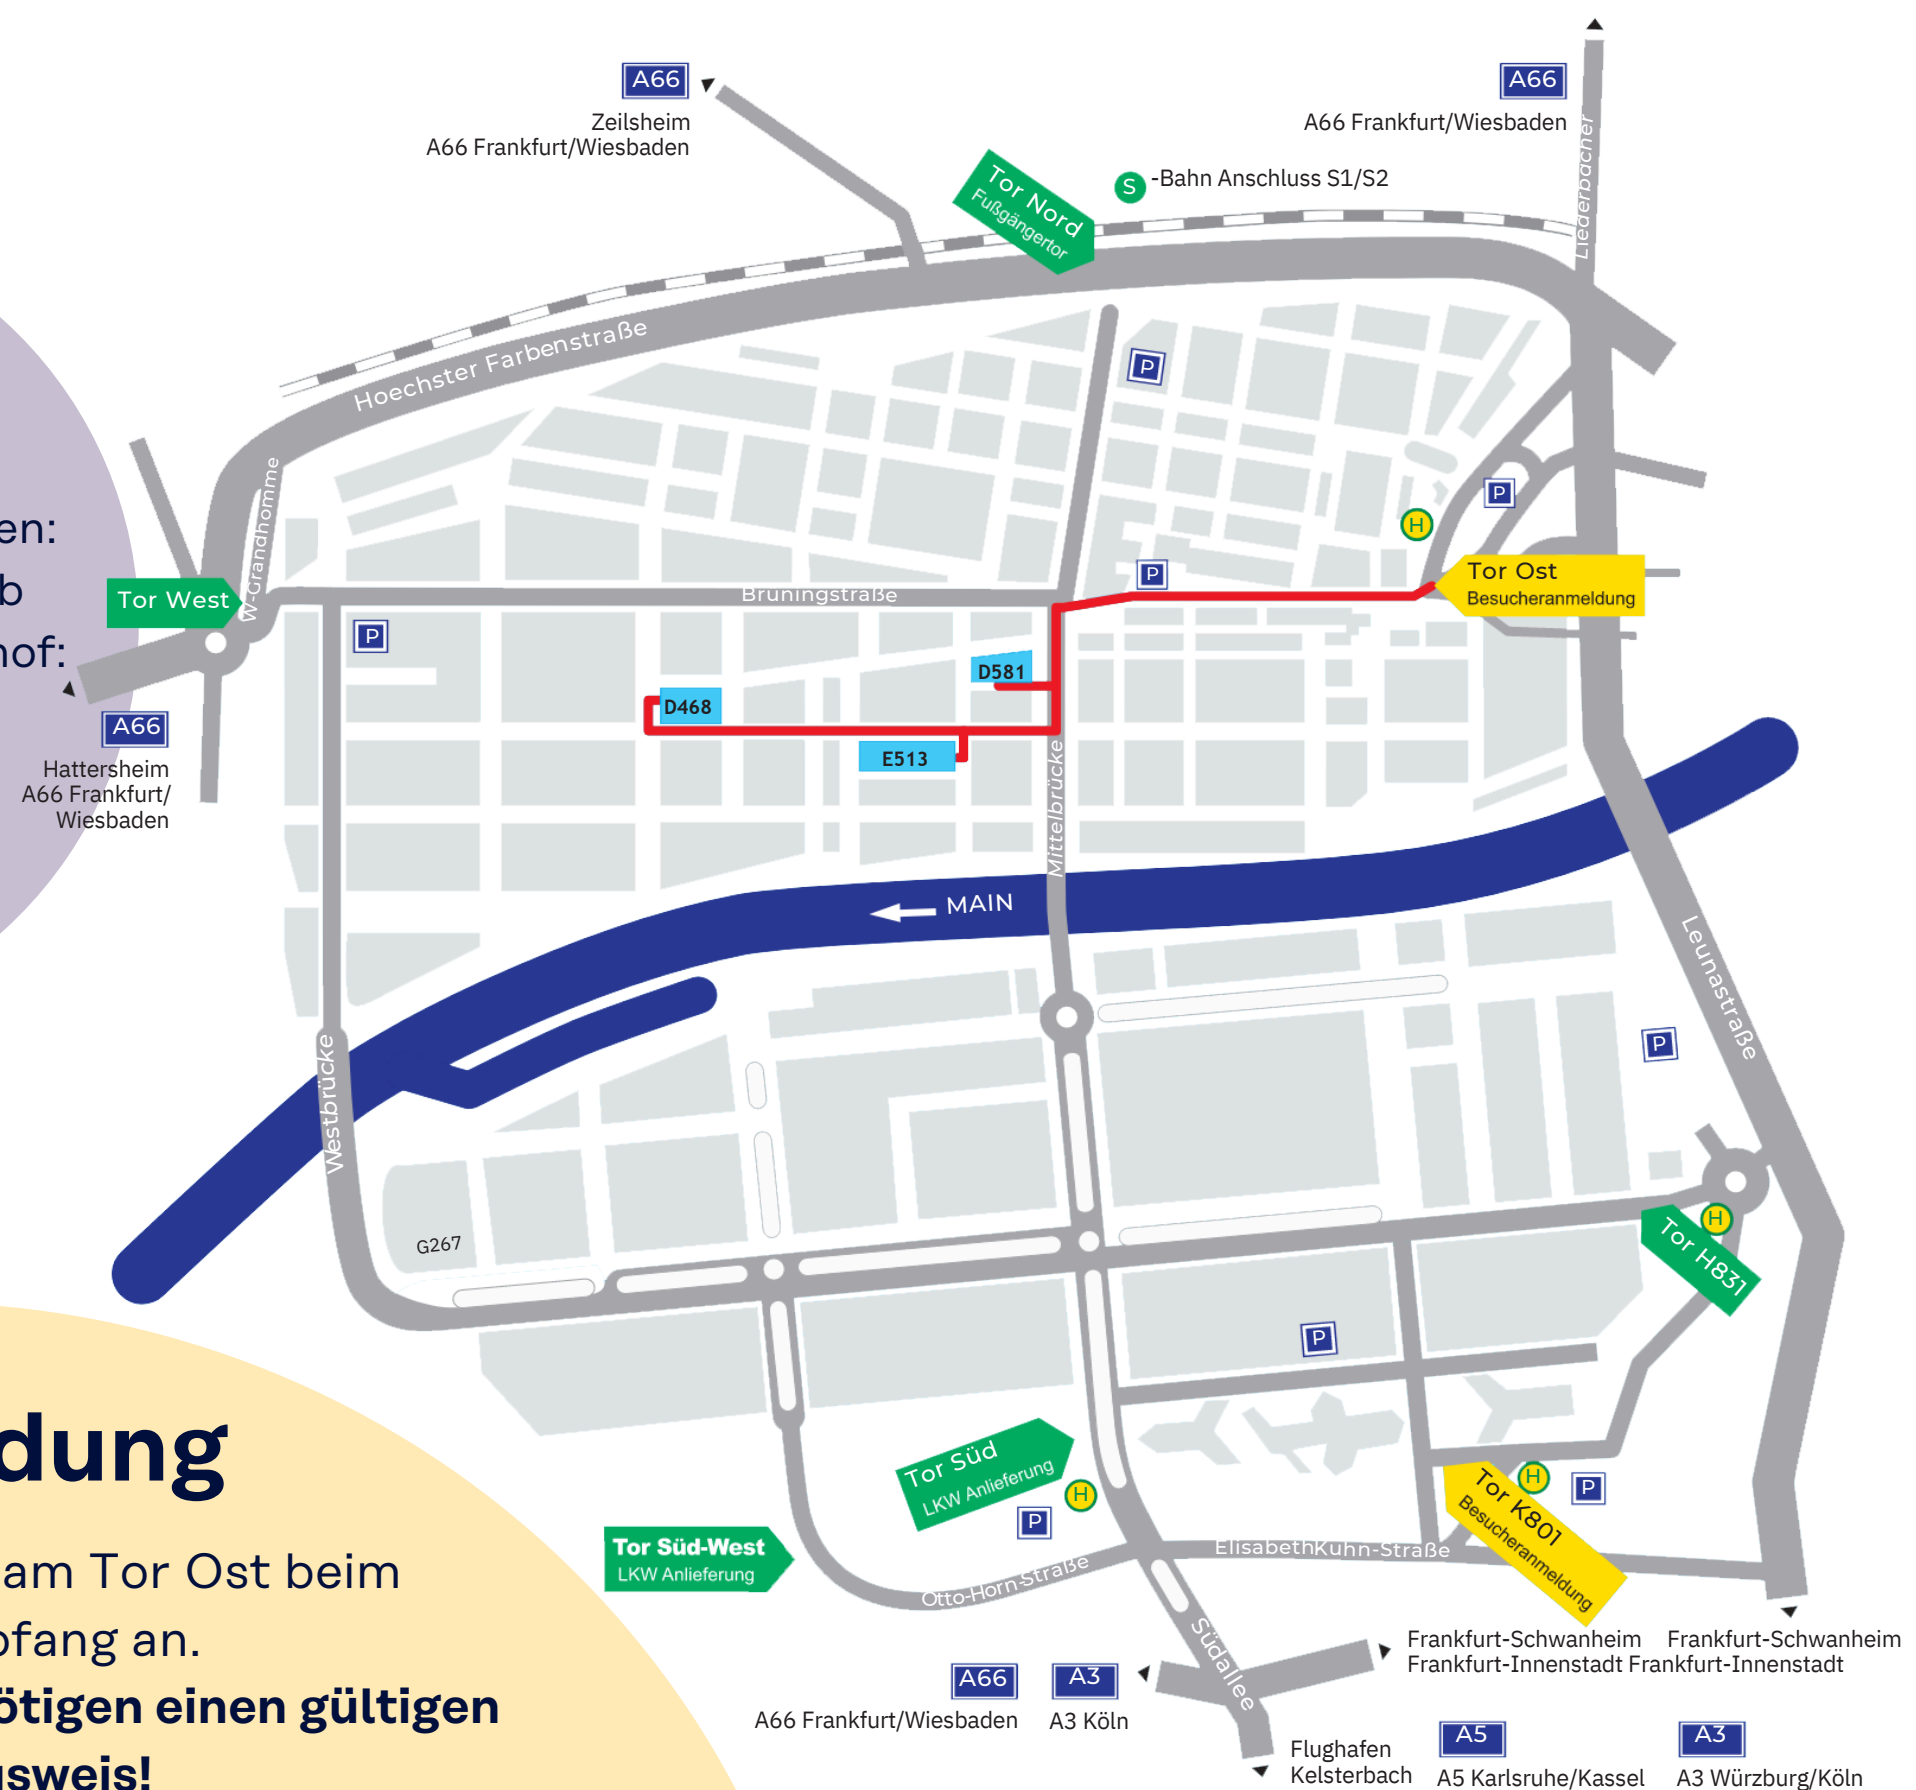 A66
Zeilsheim
A66 Frankfurt/Wiesbaden
A66
A66 Frankfurt/Wiesbaden
Liederbacher
S -Bahn Anschluss S1/S2
Tor Nord
Fußgängertor
Hoechster Farbenstraße
P
W-Grandhomme
P
H
en:
b
hof:
Tor West
Brüningstraße
P
Tor Ost
Besucheranmeldung
P
D581
D468
E513
A66
Hattersheim
A66 Frankfurt/
Wiesbaden
Mittelbrücke
MAIN
Leunastraße
P
Westbrücke
G267
H
Tor H831
P
dung
am Tor Ost beim
pfang an.
ötigen einen gültigen
usweis!
Tor Süd
LKW Anlieferung
H
P
Tor Süd-West
LKW Anlieferung
Otto-Horn-Straße
ElisabethKuhn-Straße
H
P
Tor K801
Besucheranmeldung
Südallee
Frankfurt-Schwanheim Frankfurt-Schwanheim
Frankfurt-Innenstadt Frankfurt-Innenstadt
A66 A3
A66 Frankfurt/Wiesbaden A3 Köln
Flughafen
Kelsterbach
A5
A5 Karlsruhe/Kassel
A3
A3 Würzburg/Köln